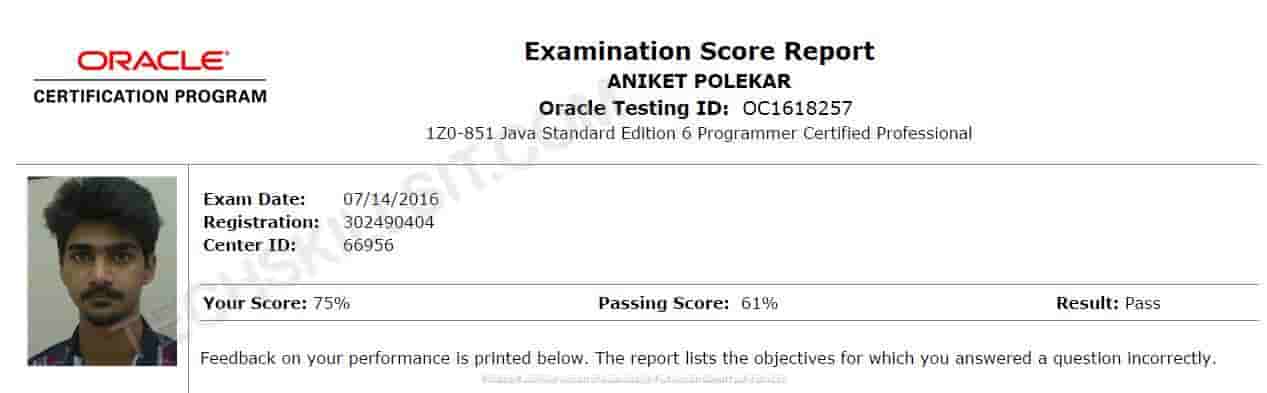 ORACLE
CERTIFICATION PROGRAM
Examination Score Report
ANIKET POLEKAR
Oracle Testing ID: OC1618257
1Z0-851 Java Standard Edition 6 Programmer Certified Professional
Exam Date: 07/14/2016
Registration: 302490404
Center ID: 66956
Your Score: 75% Passing Score: 61% Result: Pass
Feedback on your performance is printed below. The report lists the objectives for which you answered a question incorrectly.